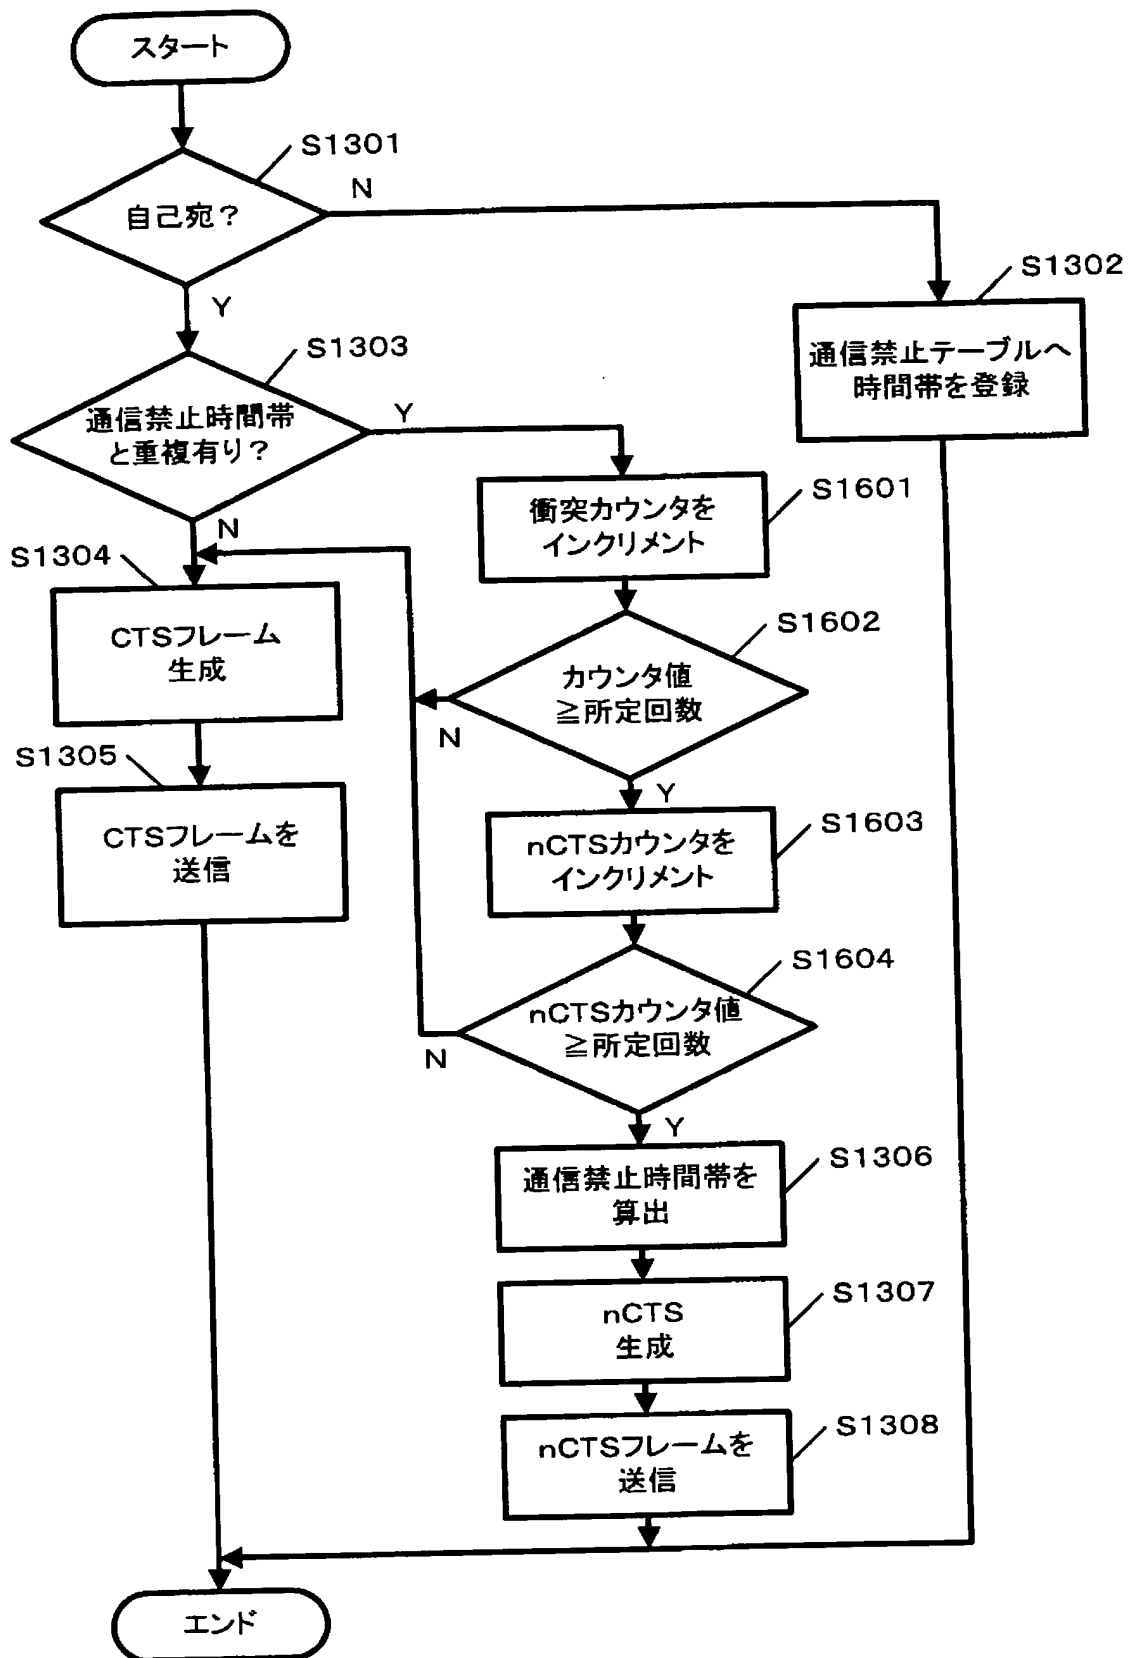 スタート
S1301
自己宛？
N
Y
S1302
通信禁止テーブルへ
時間帯を登録
S1303
通信禁止時間帯
と重複有り？
Y
N
S1601
衝突カウンタを
インクリメント
S1304
CTSフレーム
生成
S1602
カウンタ値
≧所定回数
N
Y
S1305
CTSフレームを
送信
S1603
nCTSカウンタを
インクリメント
S1604
nCTSカウンタ値
≧所定回数
N
Y
S1306
通信禁止時間帯を
算出
S1307
nCTS
生成
S1308
nCTSフレームを
送信
エンド